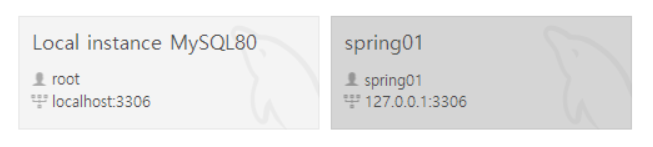 Local instance MySQL80
root
localhost:3306
spring01
spring01
127.0.0.1:3306